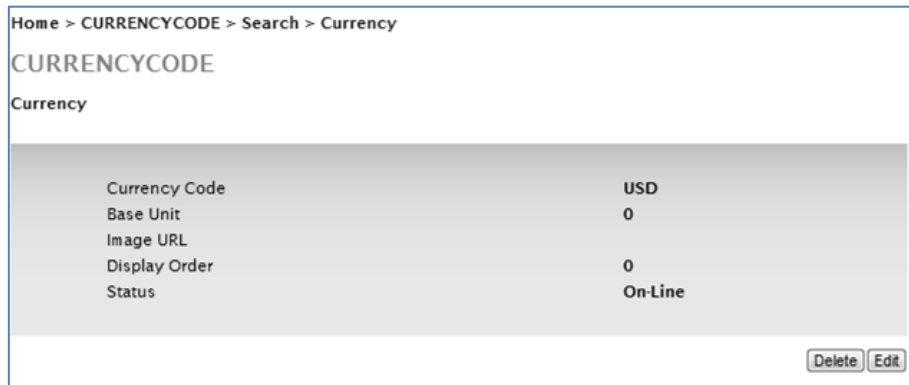 Home > CURRENCYCODE > Search > Currency
CURRENCYCODE
Currency
Currency Code USD
Base Unit 0
Image URL
Display Order 0
Status On-Line
Delete Edit